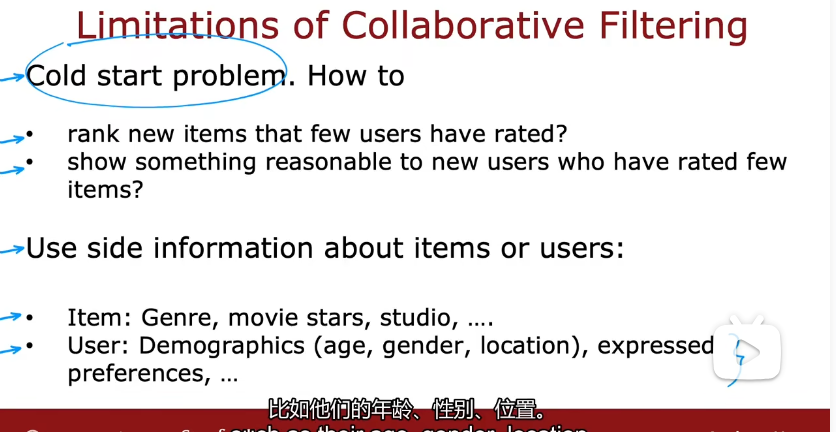 Limitations of Collaborative Filtering
Cold start problem. How to
• rank new items that few users have rated?
• show something reasonable to new users who have rated few
items?
Use side information about items or users:
• Item: Genre, movie stars, studio, ....
• User: Demographics (age, gender, location), expressed
preferences, ...
比如他们的年龄、性别、位置。
such as their age, gender, location